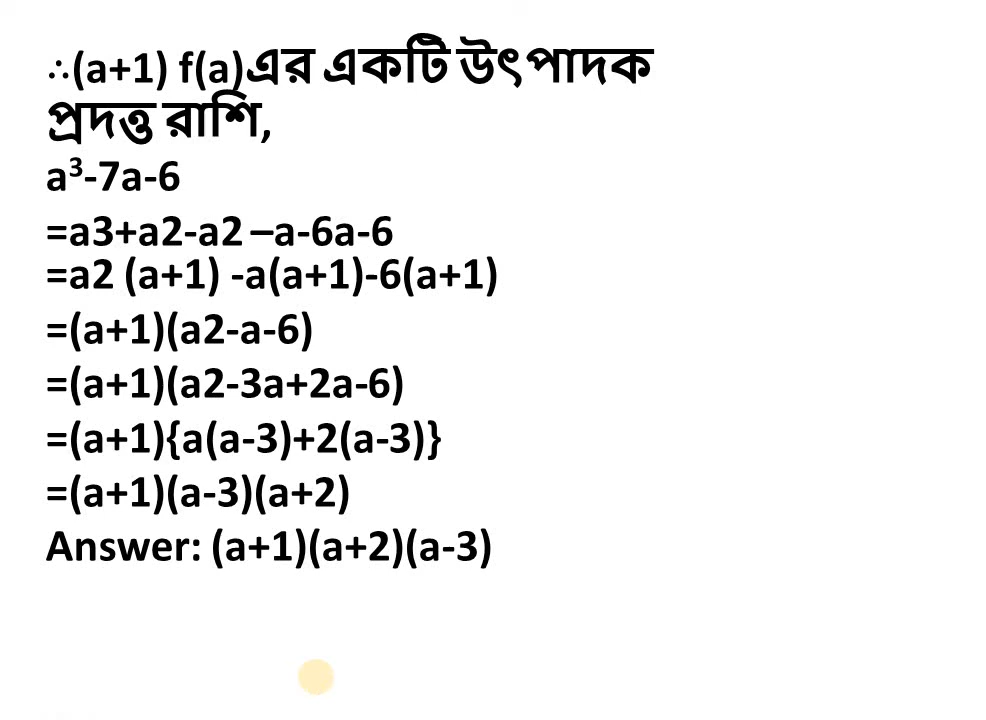 ∴(a+1) f(a)এর একটি উৎপাদক
প্রদত্ত রাশি,
a³-7a-6
=a3+a2-a2 –a-6a-6
=a2 (a+1) -a(a+1)-6(a+1)
=(a+1)(a2-a-6)
=(a+1)(a2-3a+2a-6)
=(a+1){a(a-3)+2(a-3)}
=(a+1)(a-3)(a+2)
Answer: (a+1)(a+2)(a-3)